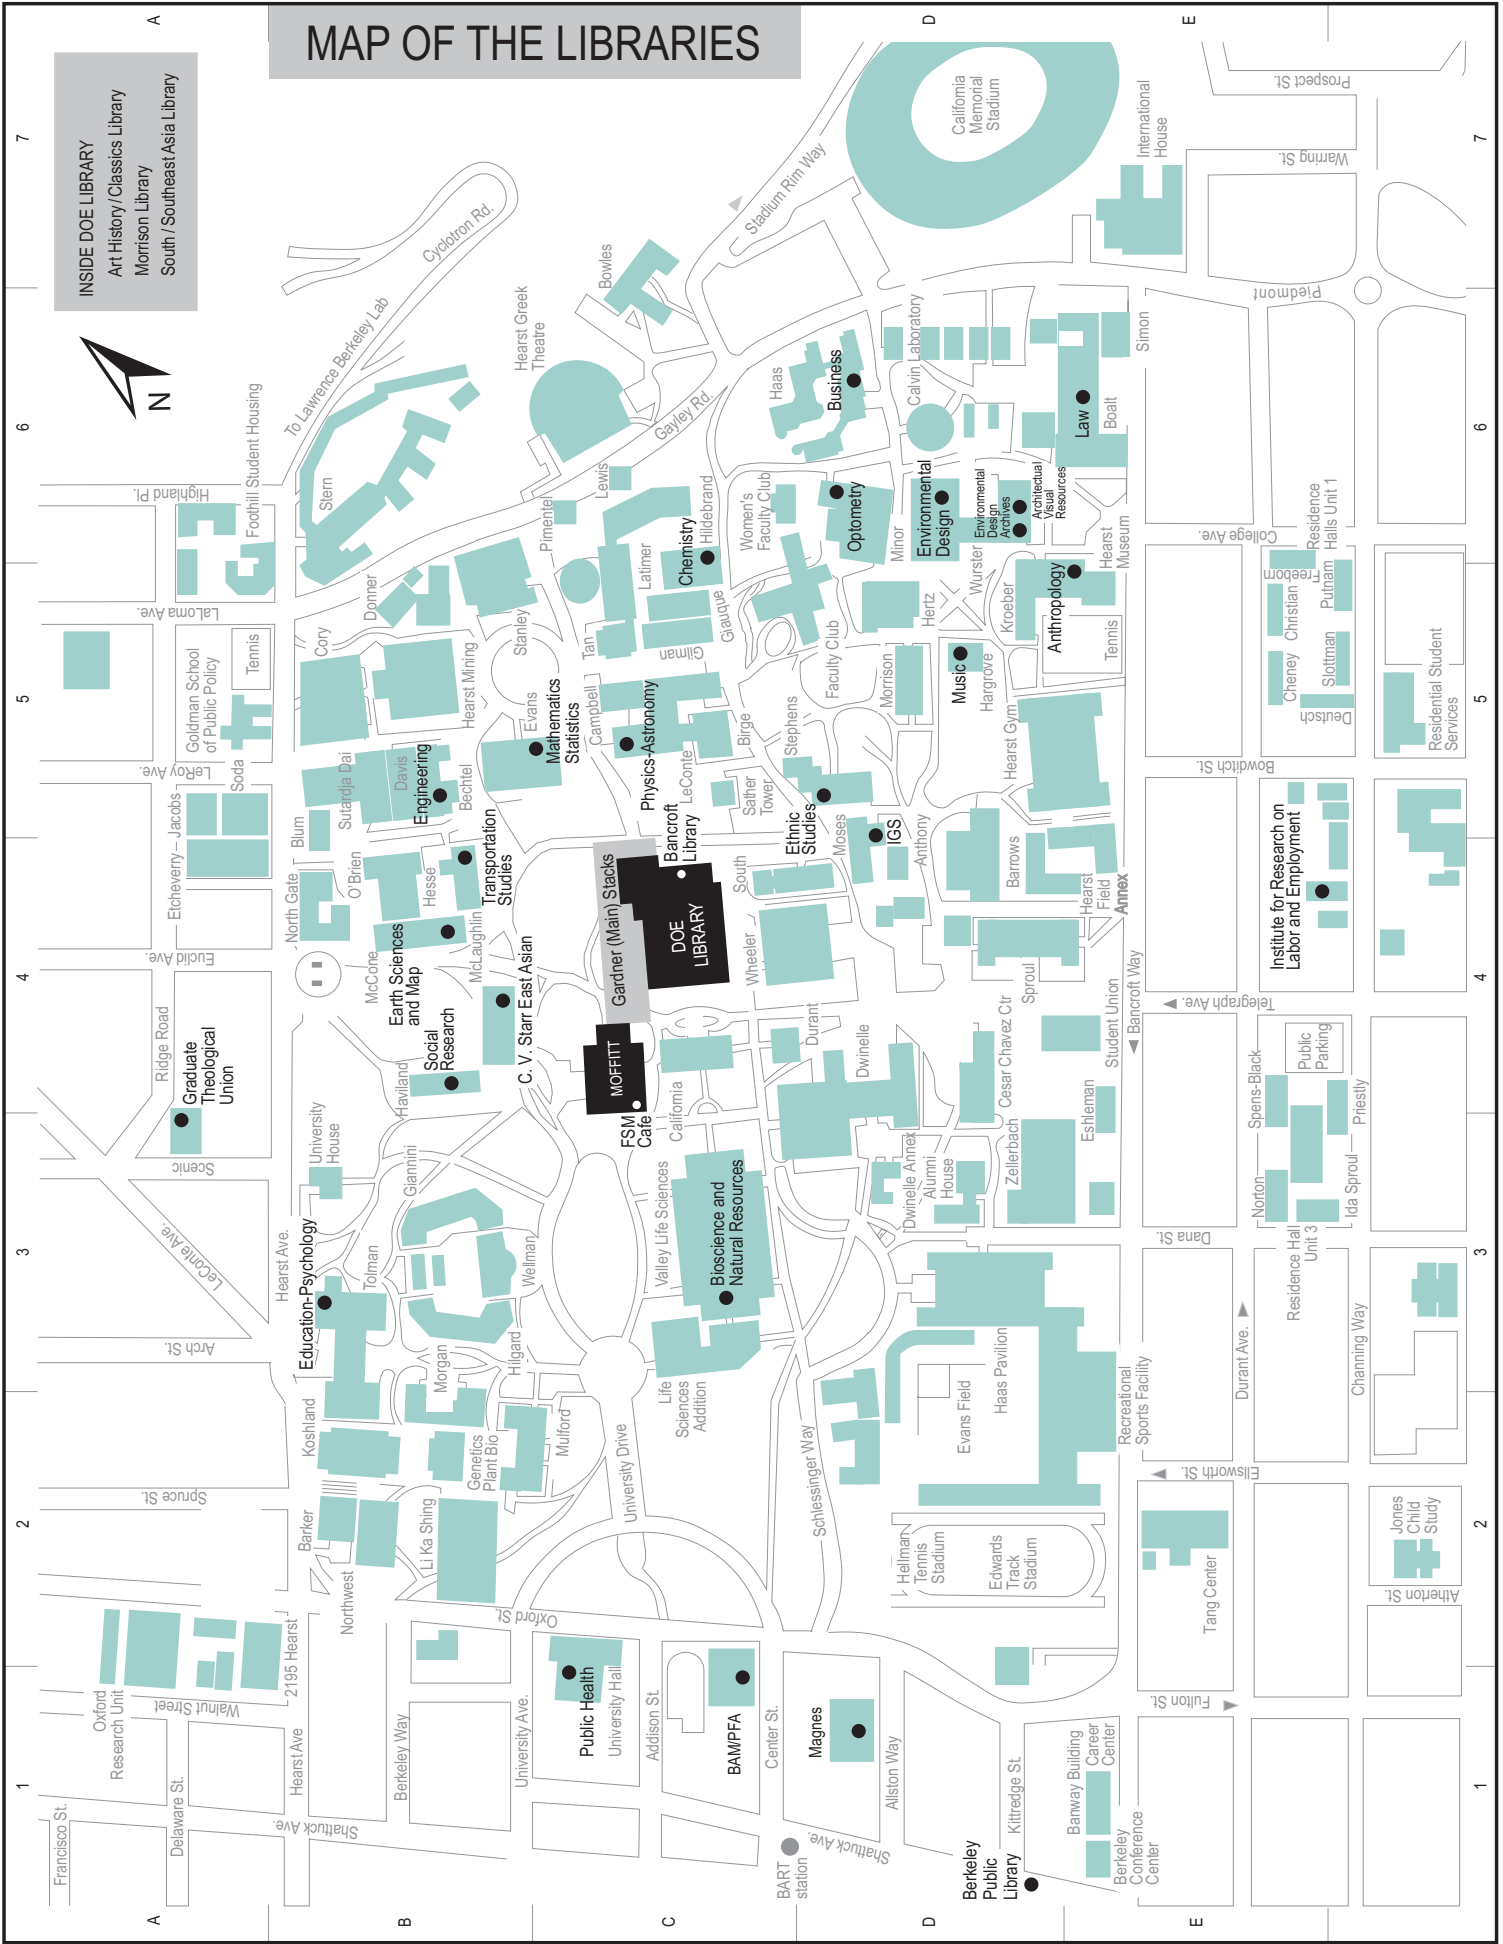 MAP OF THE LIBRARIES
INSIDE DOE LIBRARY
Art History/Classics Library
Morrison Library
South / Southeast Asia Library
N
A
D
E
7
7
6
6
5
5
4
4
3
3
2
2
1
1
A
B
C
D
E
California
Memorial
Stadium
International
House
Prospect St.
Warring St.
Piedmont
Stadium Rim Way
Cyclotron Rd.
To Lawrence Berkeley Lab
Bowles
Hearst Greek
Theatre
Gayley Rd.
Haas
Business
Calvin Laboratory
Simon
Law
Boalt
Highland Pl.
Foothill Student Housing
Stern
Lewis
Pimentel
Latimer
Chemistry
Hildebrand
Women's
Faculty Club
Optometry
Minor
Environmental
Design
Environmental
Design
Archives
Architectual
Visual
Resources
Wurster
Hearst
Museum
College Ave.
Residence
Halls Unit 1
LaLoma Ave.
Donner
Cory
Stanley
Tan
Gilman
Giauque
Faculty Club
Hertz
Kroeber
Anthropology
Tennis
Freeborn
Christian
Putnam
Cheney
Slottman
Deutsch
Residential Student
Services
Goldman School
of Public Policy
Tennis
LeRoy Ave.
Soda
Hearst Mining
Evans
Mathematics
Statistics
Campbell
Physics-Astronomy
LeConte
Birge
Stephens
Morrison
Music
Hargrove
Hearst Gym
Bowditch St.
Sutardja Dai
Davis
Engineering
Bechtel
Blum
Etcheverry
Jacobs
Sather
Tower
Ethnic
Studies
Moses
IGS
Anthony
Barrows
Hearst
Field
Annex
Institute for Research on
Labor and Employment
North Gate
O'Brien
Hesse
Transportation
Studies
McLaughlin
Gardner (Main) Stacks
Bancroft
Library
DOE
LIBRARY
South
Wheeler
Euclid Ave.
McCone
Earth Sciences
and Map
Social
Research
C. V. Starr East Asian
MOFFITT
FSM
Cafe
California
Durant
Dwinelle
Cesar Chavez Ctr
Sproul
Student Union
Bancroft Way
Telegraph Ave.
Public
Parking
Ridge Road
Graduate
Theological
Union
Scenic
University
House
Haviland
Giannini
Dwinelle Annex
Alumni
House
Zellerbach
Eshleman
Spens-Black
Priestly
Norton
Ida Sproul
Residence Hall
Unit 3
Dana St.
LeConte Ave.
Hearst Ave.
Education-Psychology
Tolman
Wellman
Valley Life Sciences
Bioscience and
Natural Resources
Arch St.
Morgan
Hilgard
Life
Sciences
Addition
Evans Field
Haas Pavilion
Recreational
Sports Facility
Durant Ave.
Channing Way
Koshland
Genetics
Plant Bio
Mulford
University Drive
Schlessinger Way
Ellsworth St.
Spruce St.
Barker
Li Ka Shing
Northwest
Oxford St.
Hellman
Tennis
Stadium
Edwards
Track
Stadium
Tang Center
Jones
Child
Study
Atherton St.
Oxford
Research Unit
Walnut Street
2195 Hearst
Public Health
University Hall
BAM/PFA
Magnes
Fulton St.
Francisco St.
Delaware St.
Hearst Ave
Berkeley Way
University Ave.
Addison St.
Center St.
Allston Way
Kittredge St.
Banway Building
Career
Center
Shattuck Ave.
Shattuck Ave.
BART
station
Berkeley
Public
Library
Berkeley
Conference
Center